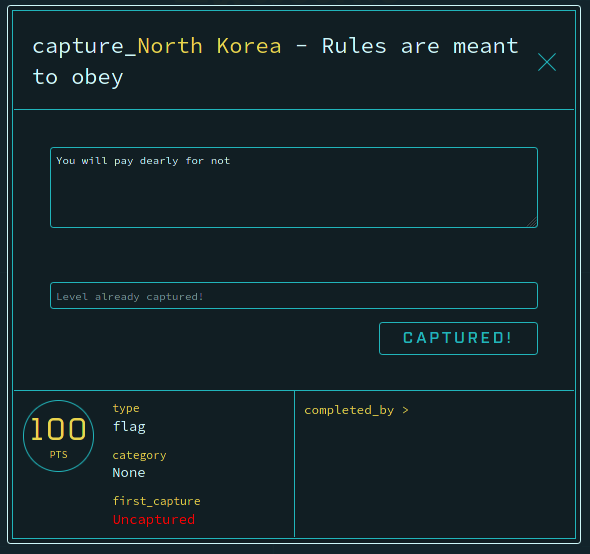 capture_North Korea - Rules are meant
to obey
You will pay dearly for not
Level already captured!
CAPTURED!
100
PTS
type
flag
category
None
first_capture
Uncaptured
completed_by >